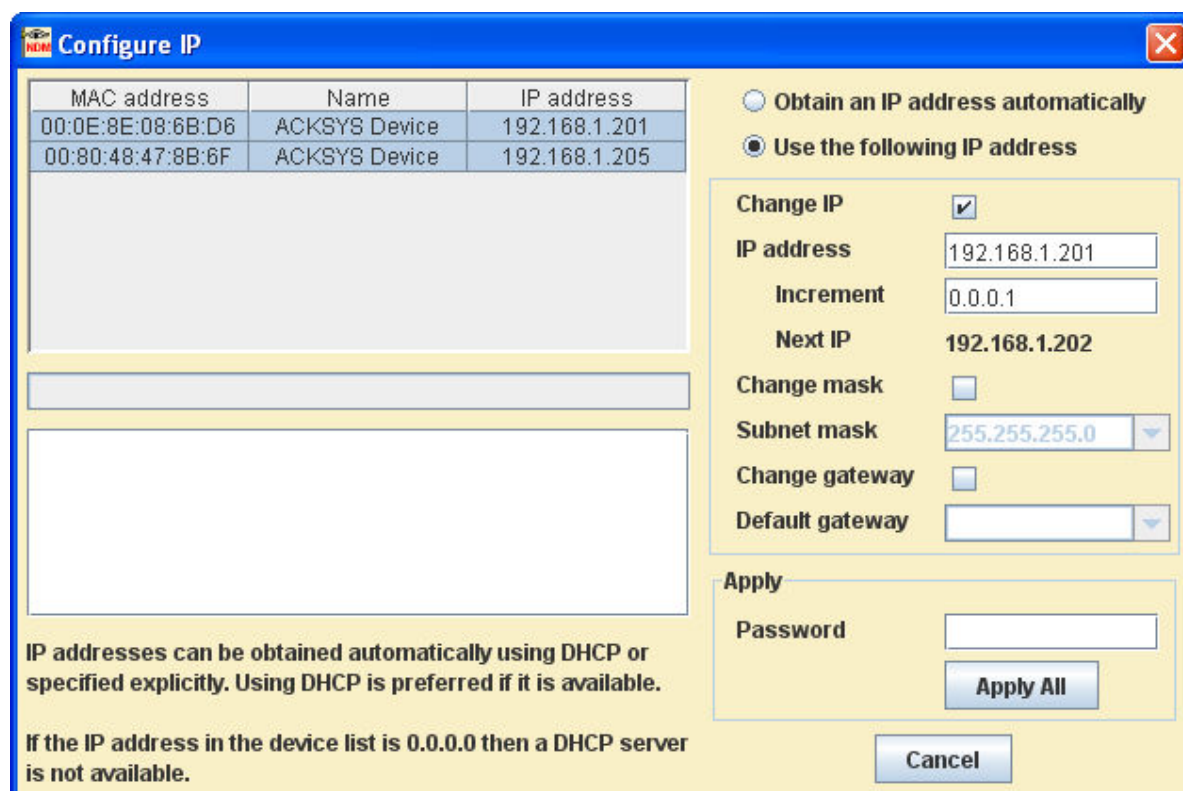 NDM Configure IP
MAC address Name IP address
00:0E:8E:08:6B:D6 ACKSYS Device 192.168.1.201
00:80:48:47:8B:6F ACKSYS Device 192.168.1.205
IP addresses can be obtained automatically using DHCP or
specified explicitly. Using DHCP is preferred if it is available.
If the IP address in the device list is 0.0.0.0 then a DHCP server
is not available.
Obtain an IP address automatically
Use the following IP address
Change IP
IP address 192.168.1.201
Increment 0.0.0.1
Next IP 192.168.1.202
Change mask
Subnet mask 255.255.255.0
Change gateway
Default gateway
Apply
Password
Apply All
Cancel